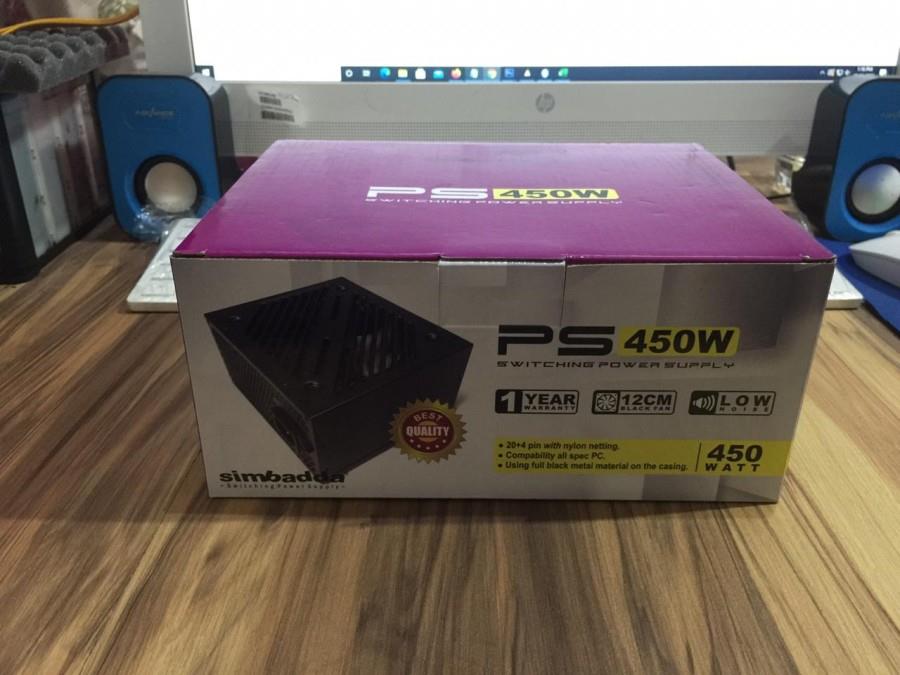 hp
PS 450W
SWITCHING POWER SUPPLY
PS 450W
SWITCHING POWER SUPPLY
1 YEAR
WARRANTY
12CM
BLACK FAN
LOW
NOISE
BEST
QUALITY
• 20+4 pin with nylon netting.
• Compability all spec PC.
• Using full black metal material on the casing.
450
WATT
simbadda
- Switching Power Supply -